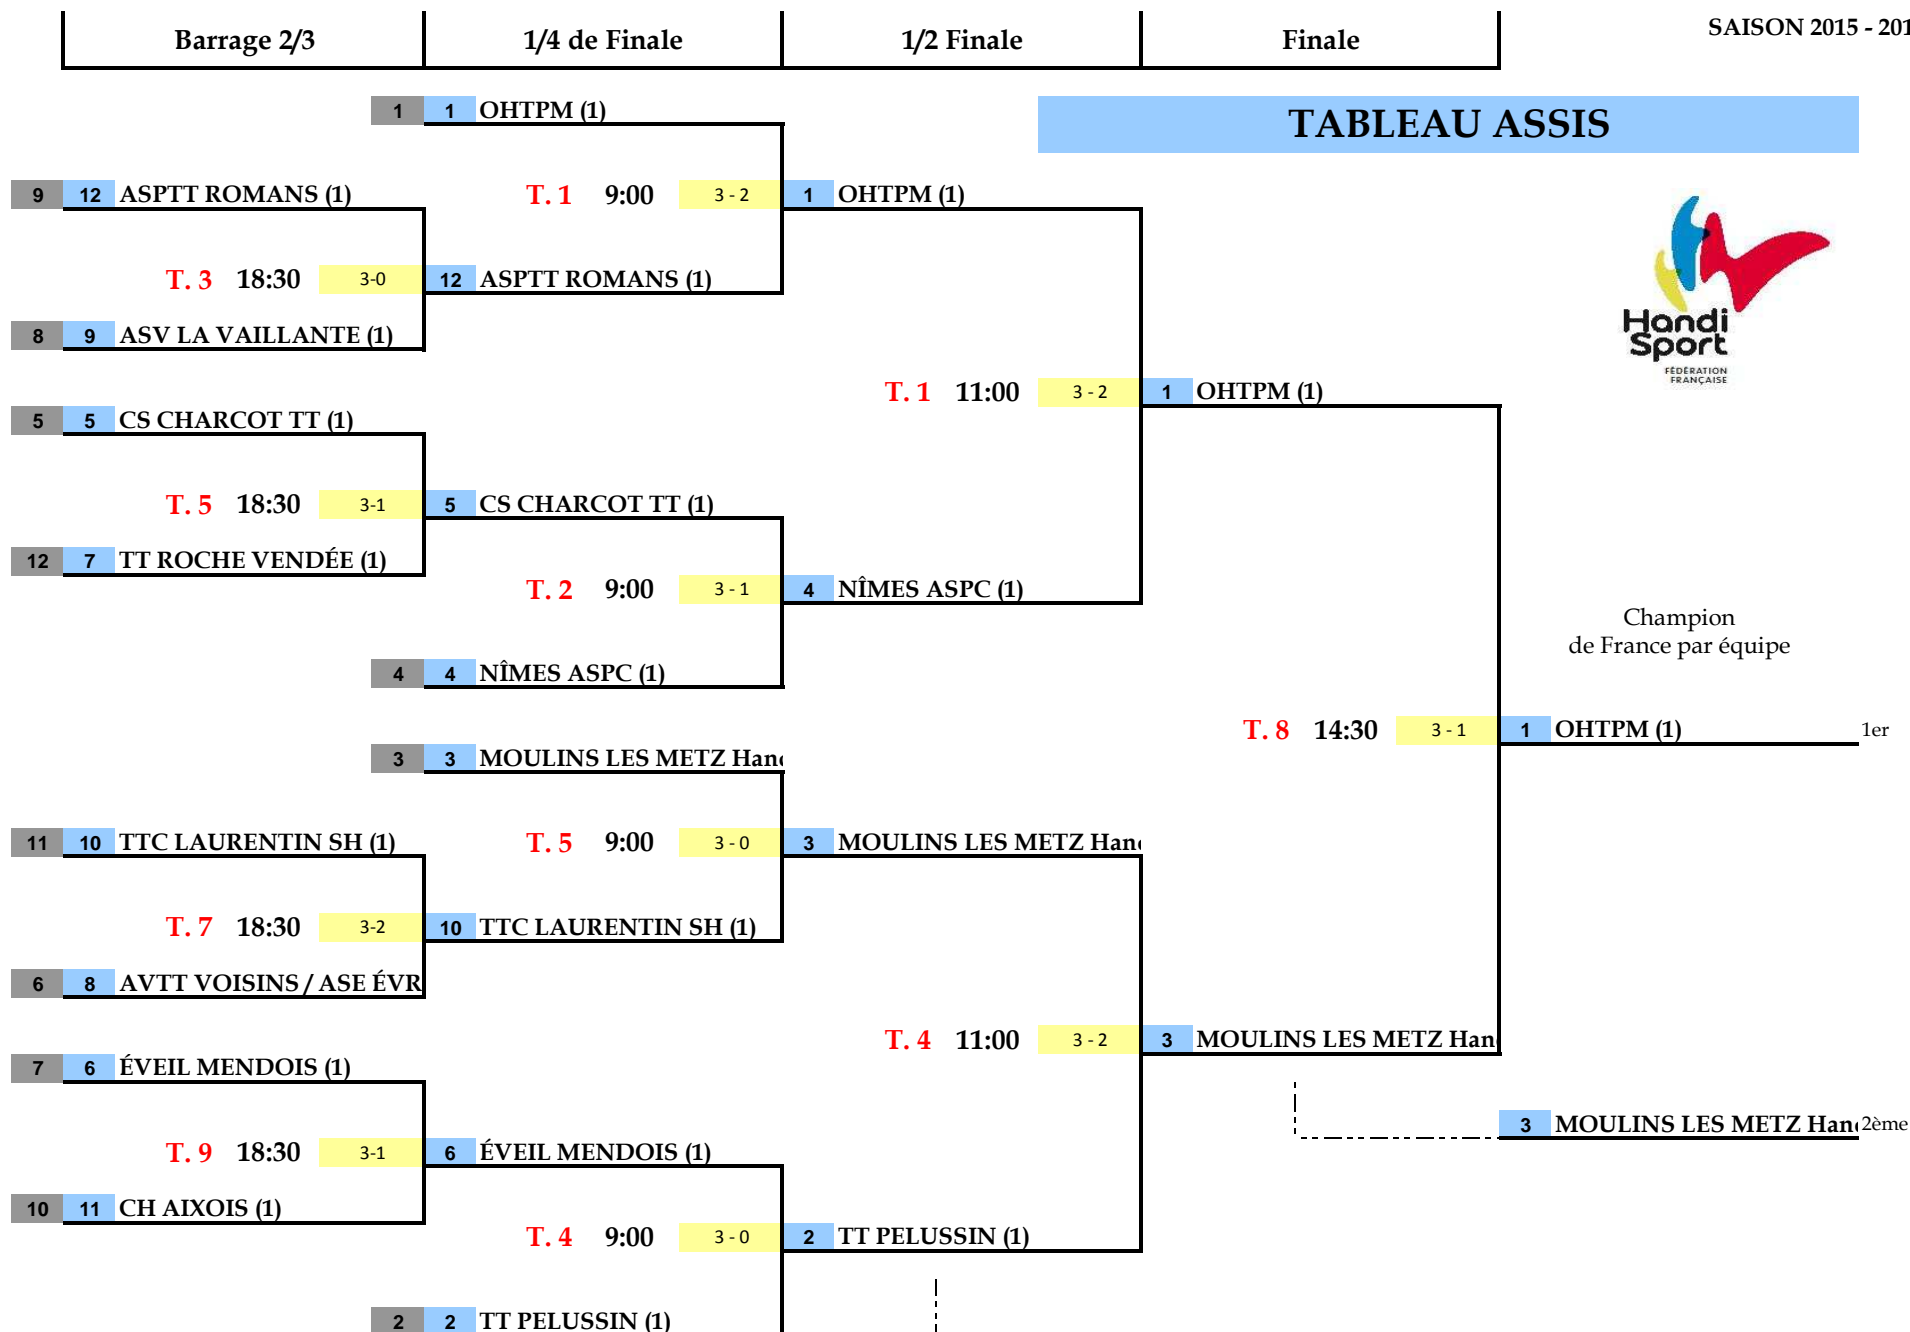 Barrage 2/3 1/4 de Finale 1/2 Finale Finale SAISON 2015 - 201
1 1 OHTPM (1)
TABLEAU ASSIS
9 12 ASPTT ROMANS (1) T. 1 9:00 3 - 2 1 OHTPM (1)
T. 3 18:30 3-0 12 ASPTT ROMANS (1)
Handi
Sport
FÉDÉRATION
FRANÇAISE
8 9 ASV LA VAILLANTE (1)
T. 1 11:00 3 - 2 1 OHTPM (1)
5 5 CS CHARCOT TT (1)
T. 5 18:30 3-1 5 CS CHARCOT TT (1)
12 7 TT ROCHE VENDÉE (1)
T. 2 9:00 3 - 1 4 NÎMES ASPC (1)
Champion
de France par équipe
4 4 NÎMES ASPC (1)
T. 8 14:30 3 - 1 1 OHTPM (1) 1er
3 3 MOULINS LES METZ Han
11 10 TTC LAURENTIN SH (1) T. 5 9:00 3 - 0 3 MOULINS LES METZ Han
T. 7 18:30 3-2 10 TTC LAURENTIN SH (1)
6 8 AVTT VOISINS / ASE ÉVR
T. 4 11:00 3 - 2 3 MOULINS LES METZ Han
7 6 ÉVEIL MENDOIS (1)
3 MOULINS LES METZ Han 2ème
T. 9 18:30 3-1 6 ÉVEIL MENDOIS (1)
10 11 CH AIXOIS (1)
T. 4 9:00 3 - 0 2 TT PELUSSIN (1)
2 2 TT PELUSSIN (1)